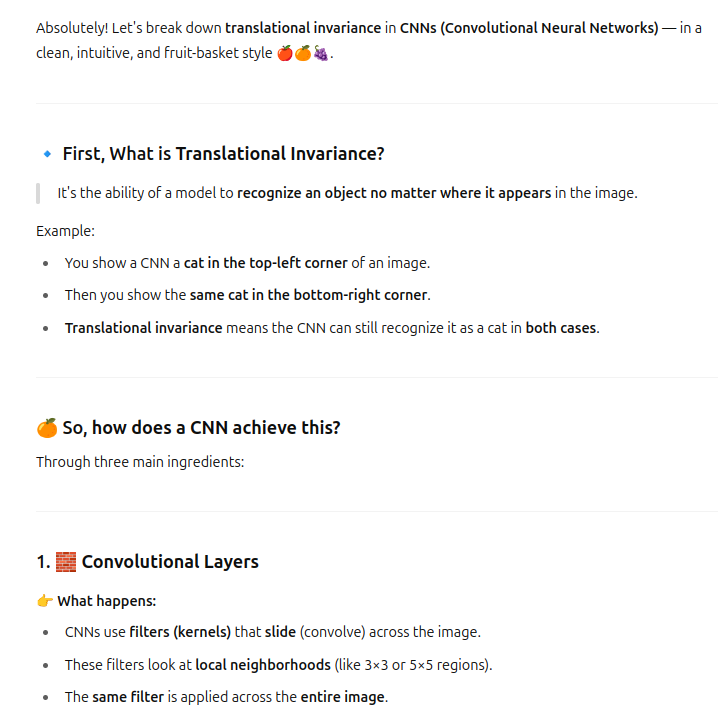 Absolutely! Let's break down translational invariance in CNNs (Convolutional Neural Networks) — in a
clean, intuitive, and fruit-basket style 🍎🍊🍇.
🔹 First, What is Translational Invariance?
It's the ability of a model to recognize an object no matter where it appears in the image.
Example:
• You show a CNN a cat in the top-left corner of an image.
• Then you show the same cat in the bottom-right corner.
• Translational invariance means the CNN can still recognize it as a cat in both cases.
🍊 So, how does a CNN achieve this?
Through three main ingredients:
1. 🧱 Convolutional Layers
👉 What happens:
• CNNs use filters (kernels) that slide (convolve) across the image.
• These filters look at local neighborhoods (like 3×3 or 5×5 regions).
• The same filter is applied across the entire image.